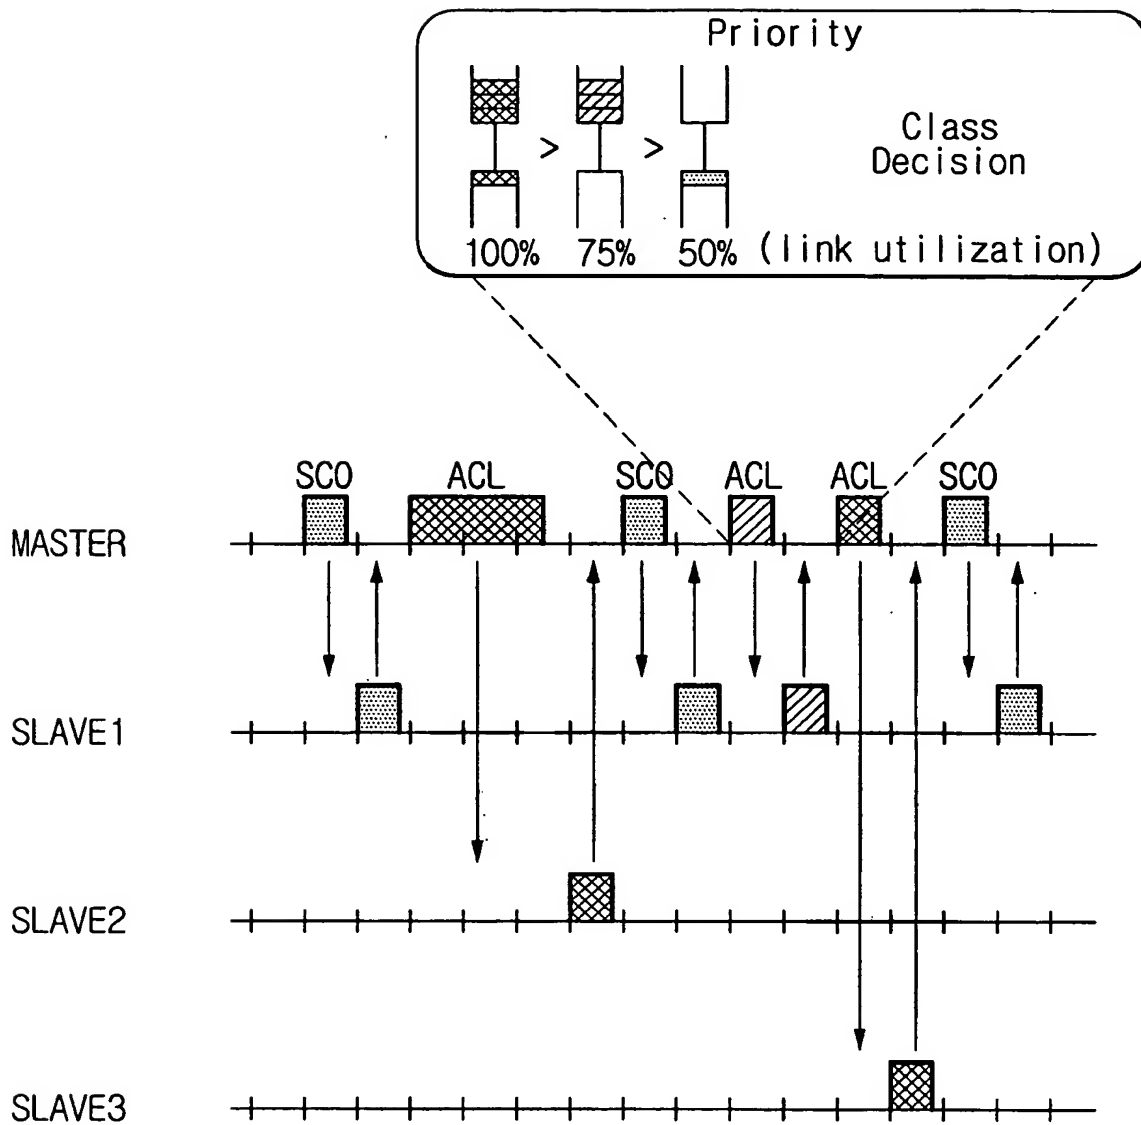 Priority
> >
Class
Decision
100% 75% 50% (link utilization)
SCO ACL SCO ACL ACL SCO
MASTER
SLAVE1
SLAVE2
SLAVE3